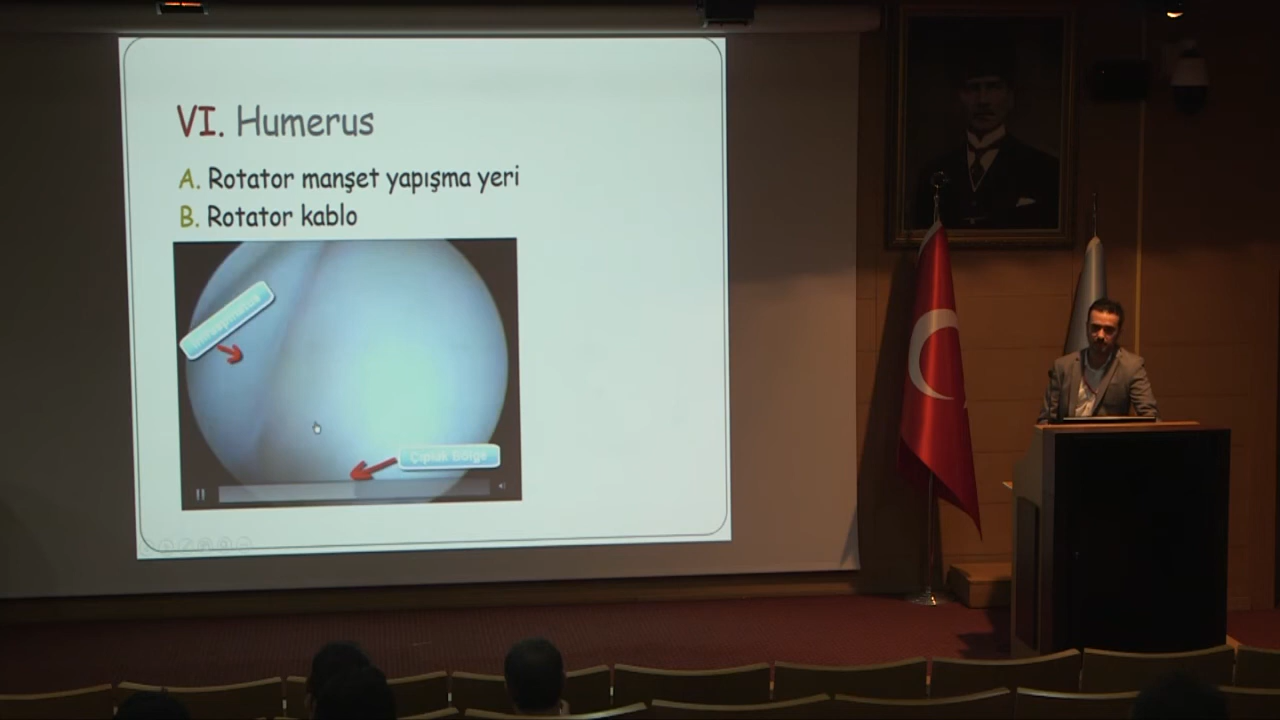 VI. Humerus
A. Rotator manşet yapışma yeri
B. Rotator kablo
Çıplak Bölge